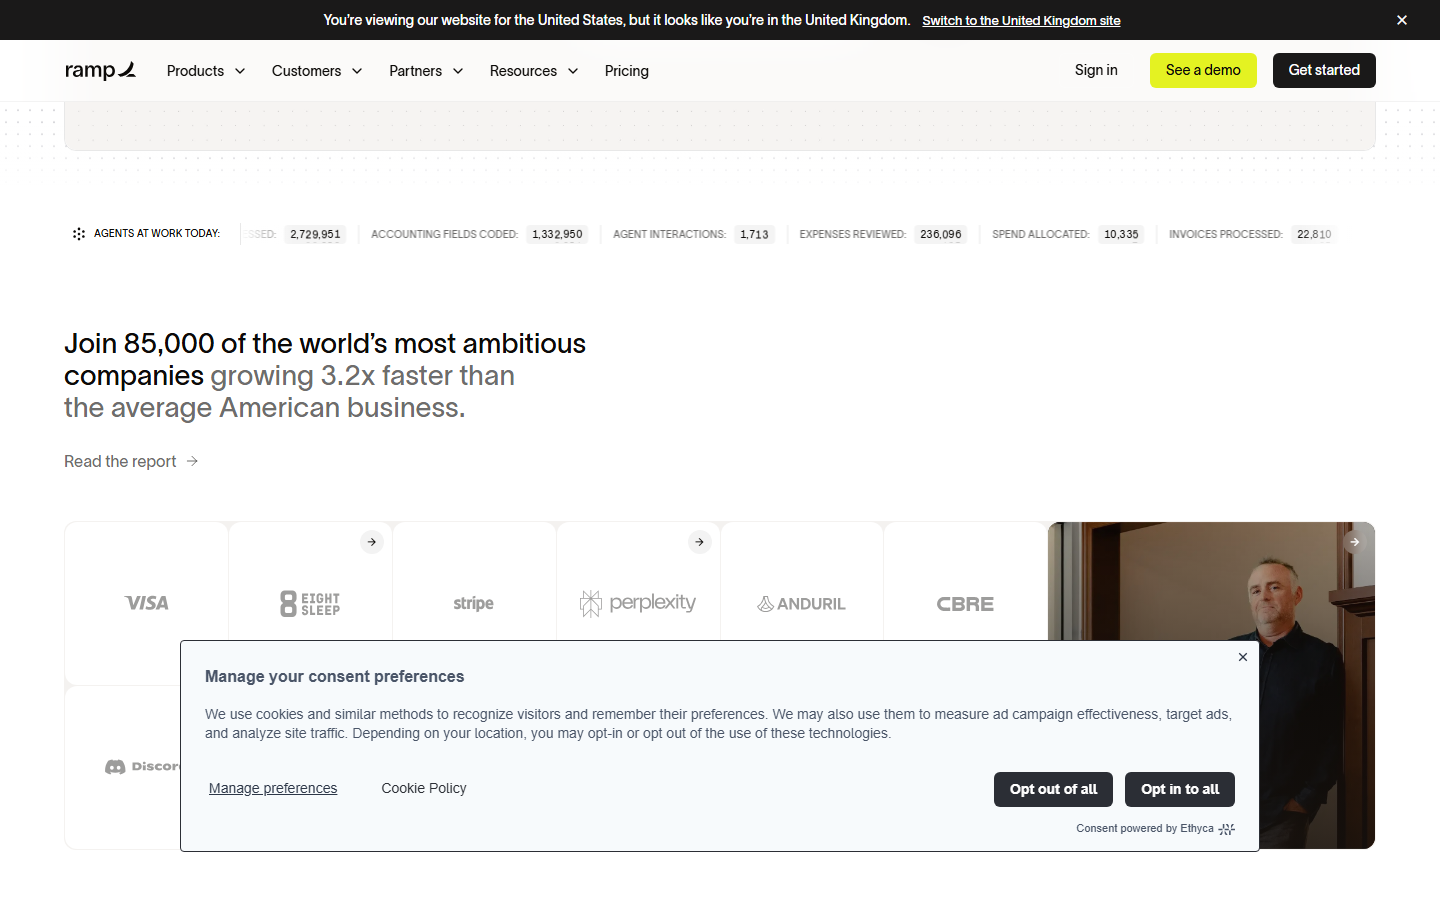 You're viewing our website for the United States, but it looks like you're in the United Kingdom. Switch to the United Kingdom site
ramp Products Customers Partners Resources Pricing Sign in See a demo Get started
AGENTS AT WORK TODAY: SSED: 2,729,951 ACCOUNTING FIELDS CODED: 1,332,950 AGENT INTERACTIONS: 1,713 EXPENSES REVIEWED: 236,096 SPEND ALLOCATED: 10,335 INVOICES PROCESSED: 22,810
Join 85,000 of the world's most ambitious
companies growing 3.2x faster than
the average American business.
Read the report
VISA EIGHT SLEEP stripe perplexity ANDURIL CBRE
Discor
Manage your consent preferences
We use cookies and similar methods to recognize visitors and remember their preferences. We may also use them to measure ad campaign effectiveness, target ads,
and analyze site traffic. Depending on your location, you may opt-in or opt out of the use of these technologies.
Manage preferences Cookie Policy Opt out of all Opt in to all
Consent powered by Ethyca